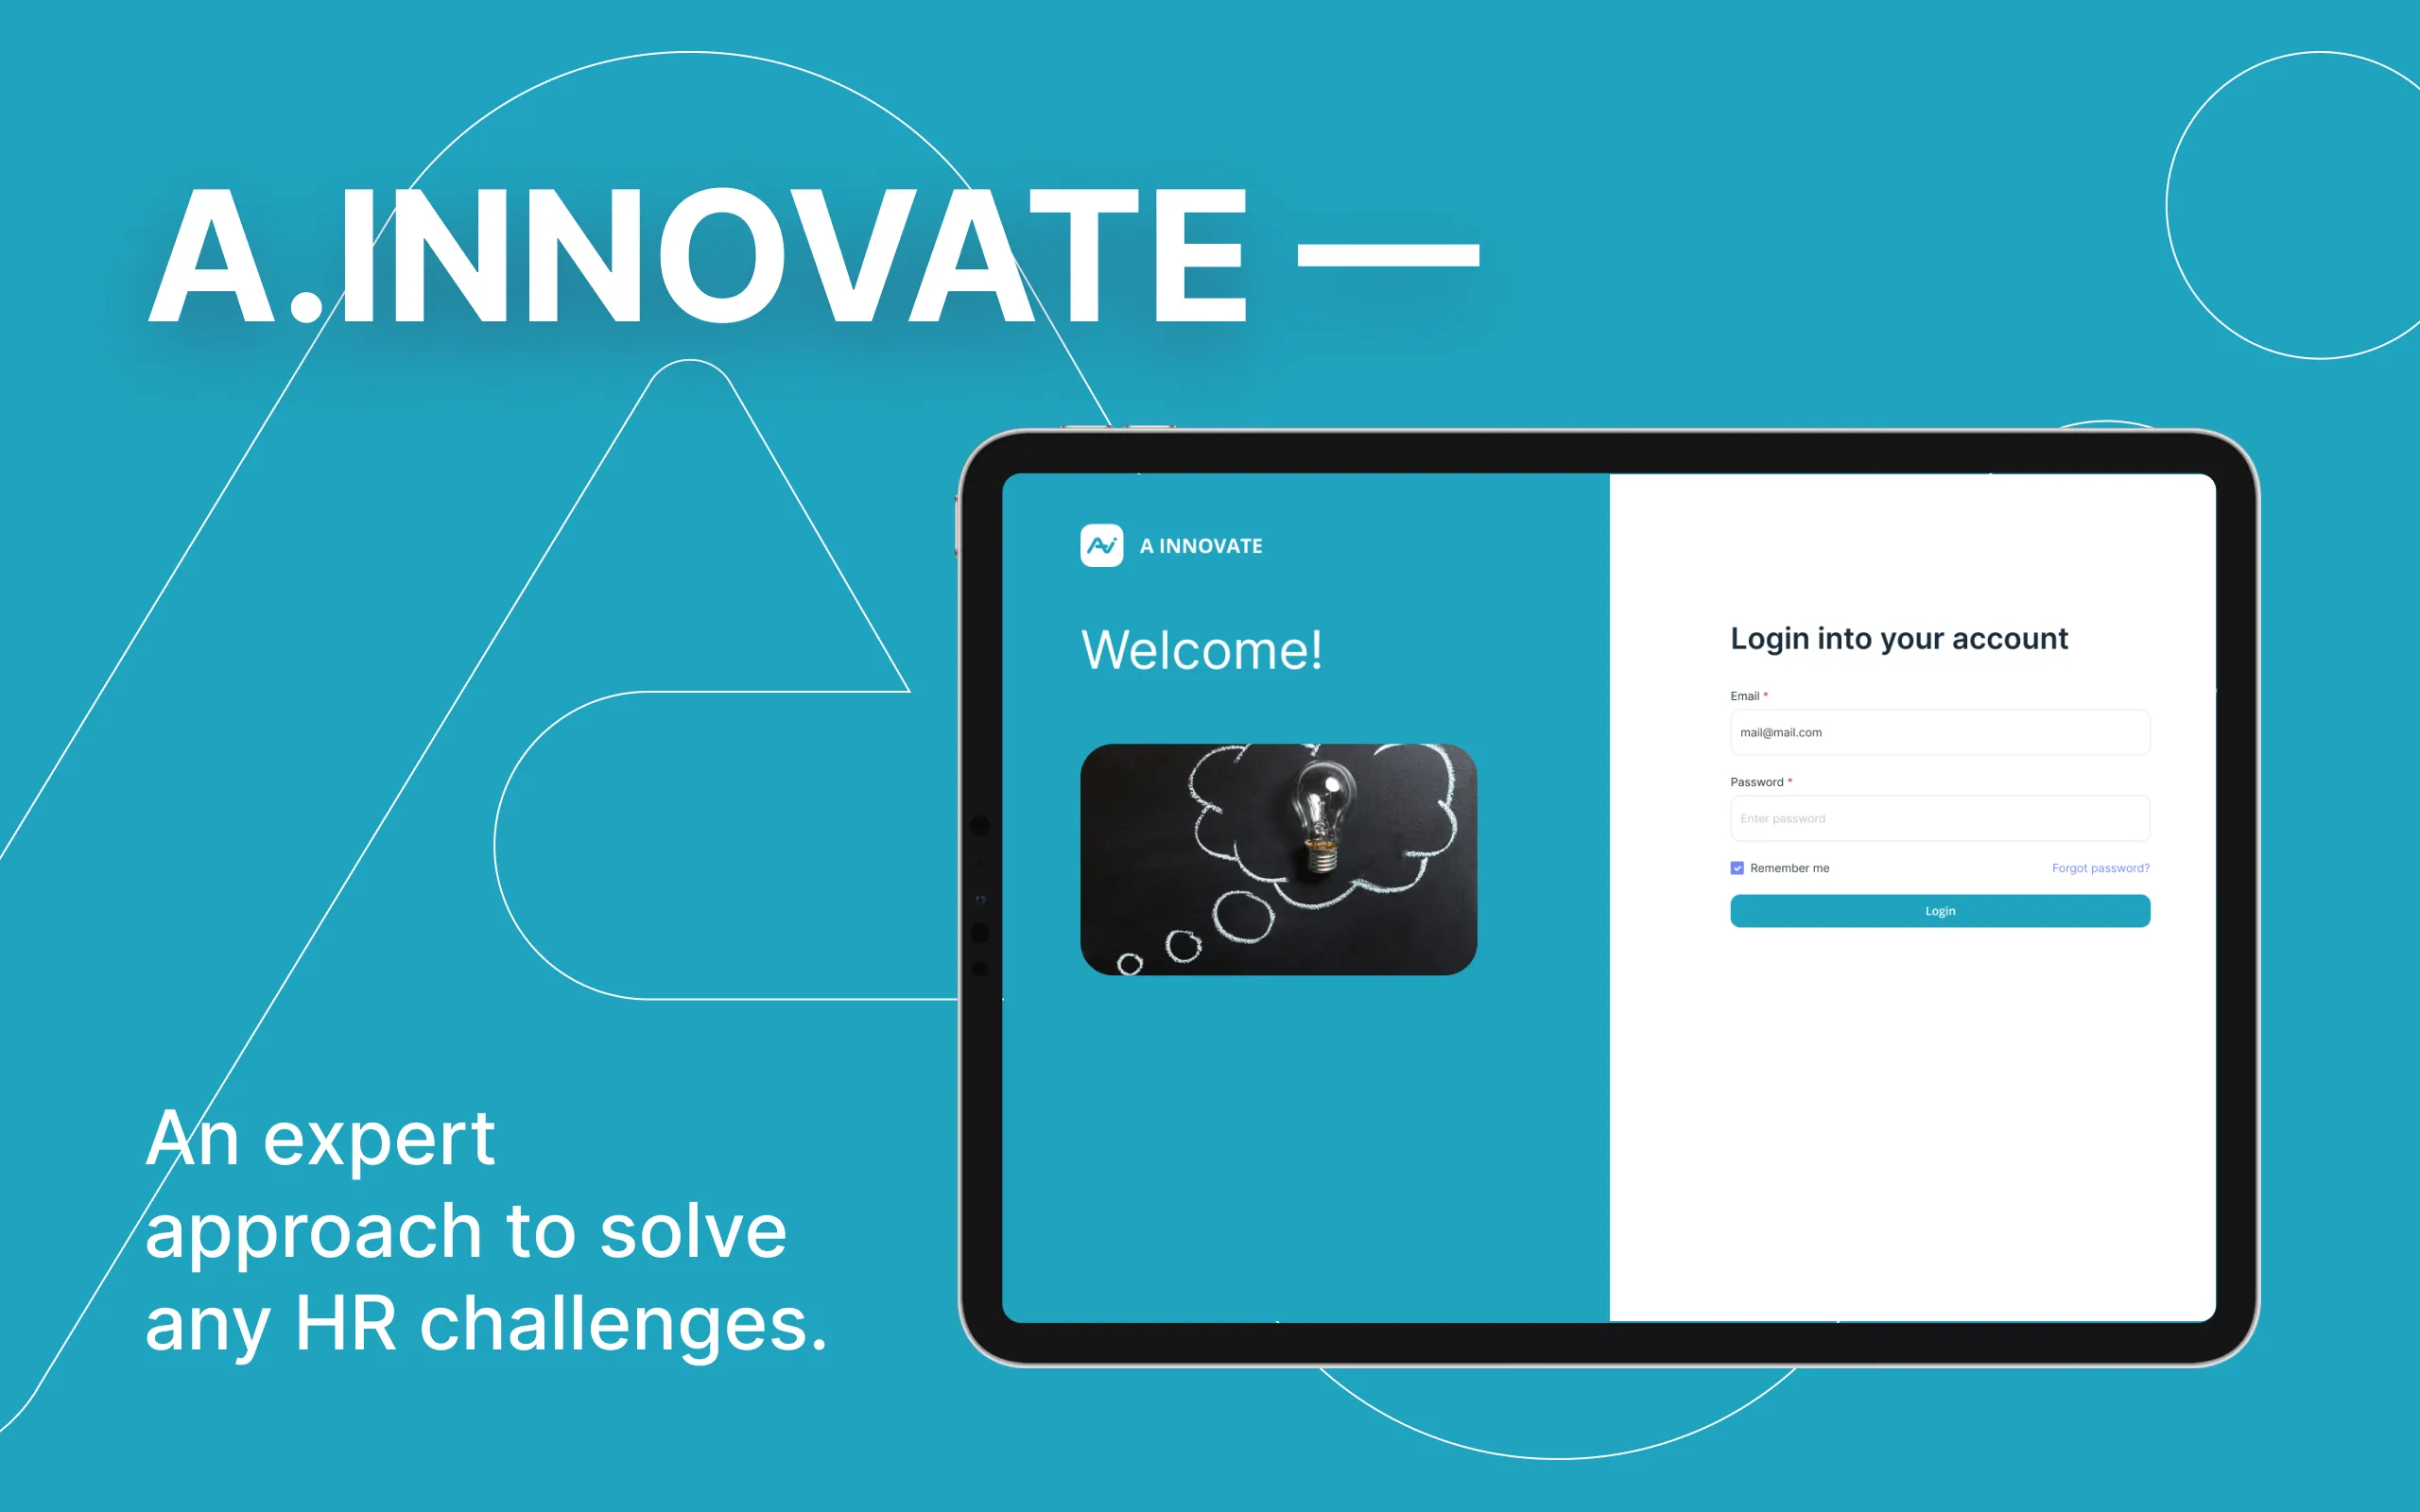 A.INNOVATE —
A INNOVATE
Welcome!
Login into your account
Email *
mail@mail.com
Password *
Enter password
Remember me
Forgot password?
Login
An expert
approach to solve
any HR challenges.